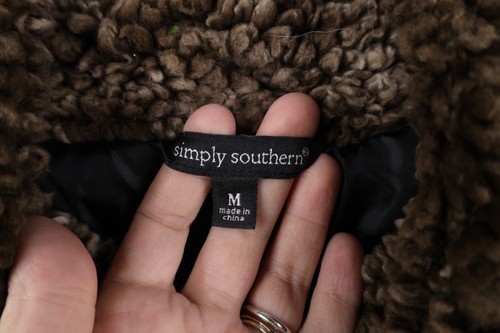 simply southern®
M
made in
china